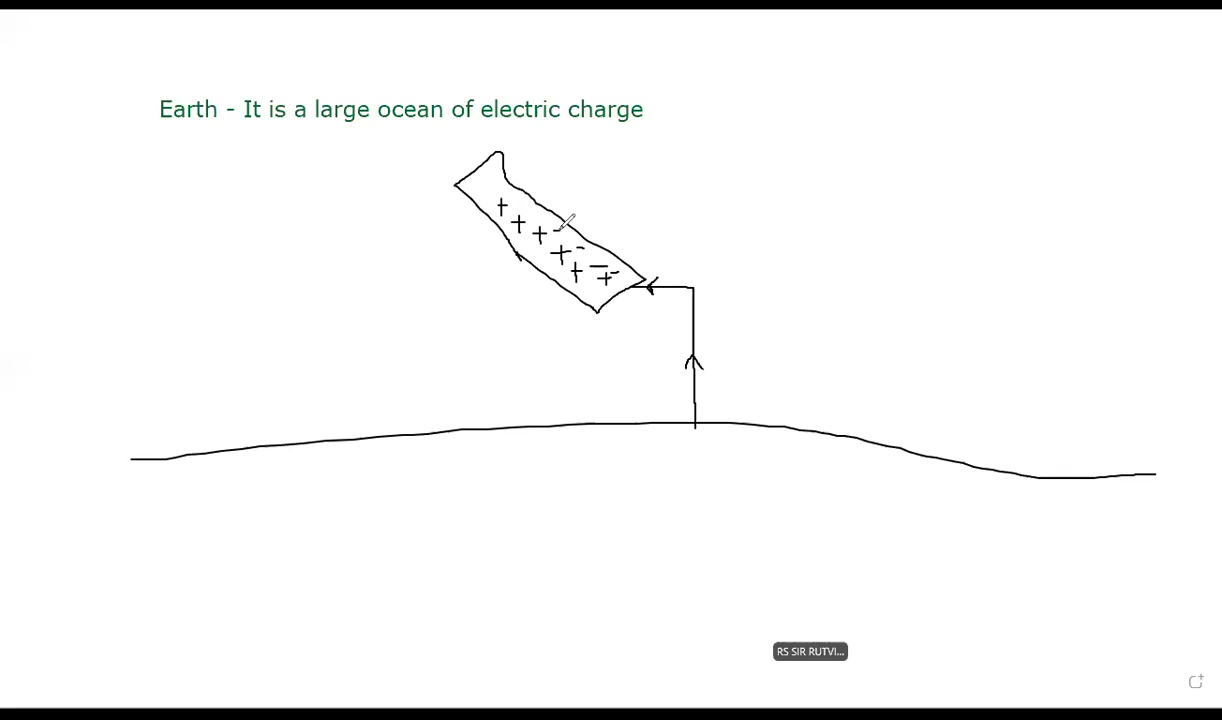 Earth - It is a large ocean of electric charge
+ + + + + +
- - - -
RS SIR RUTVI...